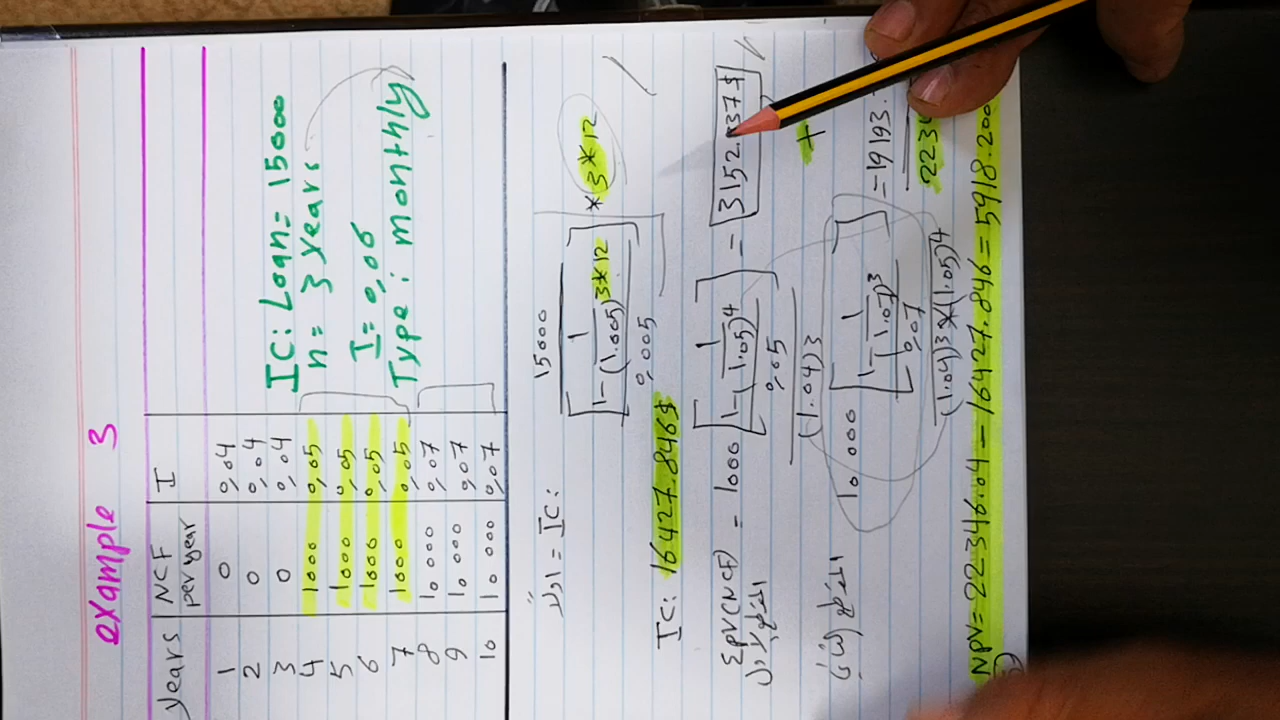 example 3
years | NCF per year | I
1 | 0 | 0,04
2 | 0 | 0,04
3 | 0 | 0,04
4 | 1000 | 0,05
5 | 1000 | 0,05
6 | 1000 | 0,05
7 | 1000 | 0,05
8 | 10 000 | 0,07
9 | 10 000 | 0,07
10 | 10 000 | 0,07
IC: Loan = 15000
n = 3 years
I = 0,06
Type: monthly
IC:
15000
[1 - 1/(1.005)^3*12 / 0,005] * 3*12
IC: 16427.846$
ΣPV(NCF) = 1000 [1 - 1/(1.05)^4 / 0,05] / (1.04)3 = 3152.37$
+
10 000 [1 - 1/(1.07)^3 / 0,07] / (1.04)^3 * (1.05)^4 = 19193.
NPV = 22346.04 - 16427.846 = 5918.200